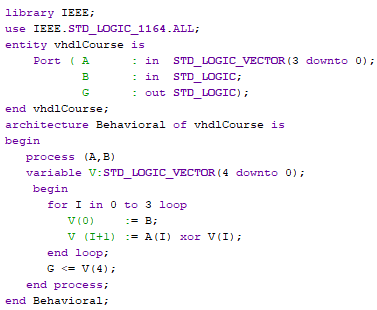 library IEEE;
use IEEE.STD_LOGIC_1164.ALL;
entity vhdlCourse is
    Port ( A      : in  STD_LOGIC_VECTOR(3 downto 0);
           B      : in  STD_LOGIC;
           G      : out STD_LOGIC);
end vhdlCourse;
architecture Behavioral of vhdlCourse is
begin
   process (A,B)
   variable V:STD_LOGIC_VECTOR(4 downto 0);
    begin
      for I in 0 to 3 loop
         V(0)    := B;
         V (I+1) := A(I) xor V(I);
      end loop;
      G <= V(4);
   end process;
end Behavioral;